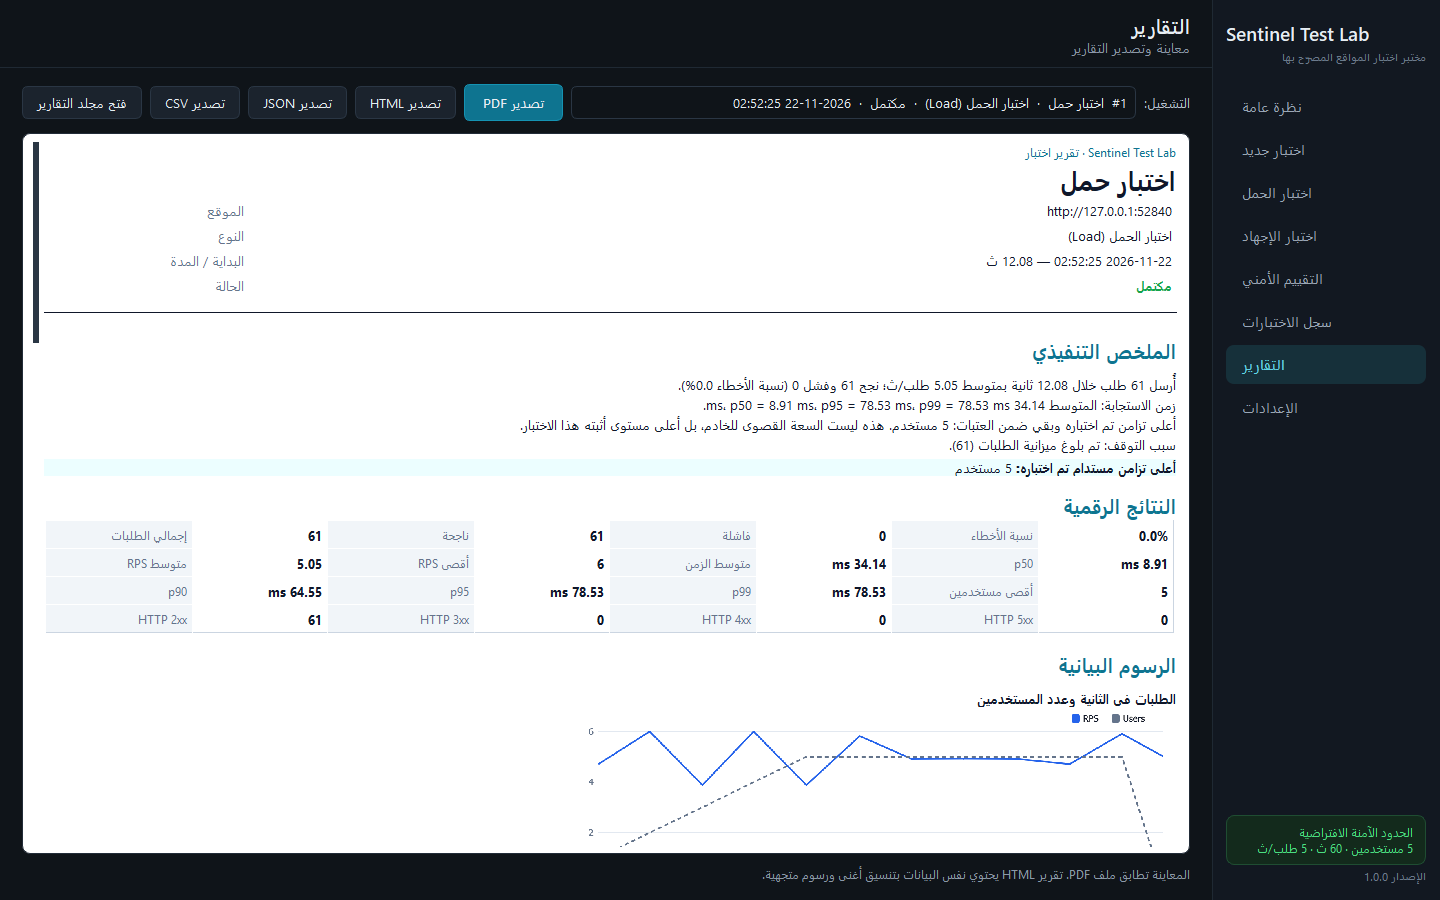 Sentinel Test Lab
مختبر اختبار المواقع المصرح بها
نظرة عامة
اختبار جديد
اختبار الحمل
اختبار الإجهاد
التقييم الأمني
سجل الاختبارات
التقارير
الإعدادات
الحدود الآمنة الافتراضية
5 مستخدمين · 60 ث · 5 طلب/ث
الإصدار 1.0.0
التقارير
معاينة وتصدير التقارير
التشغيل:
#1 اختبار حمل · اختبار الحمل (Load) · مكتمل · 2026-11-22 02:52:25
تصدير PDF
تصدير HTML
تصدير JSON
تصدير CSV
فتح مجلد التقارير
Sentinel Test Lab · تقرير اختبار
اختبار حمل
http://127.0.0.1:52840 الموقع
اختبار الحمل (Load) النوع
2026-11-22 02:52:25 — 12.08 ث البداية / المدة
مكتمل الحالة
الملخص التنفيذي
أُرسل 61 طلب خلال 12.08 ثانية بمتوسط 5.05 طلب/ث؛ نجح 61 وفشل 0 (نسبة الأخطاء 0.0%).
زمن الاستجابة: المتوسط 34.14 ms، p50 = 8.91 ms، p95 = 78.53 ms، p99 = 78.53 ms.
أعلى تزامن تم اختباره وبقي ضمن العتبات: 5 مستخدم. هذه ليست السعة القصوى للخادم، بل أعلى مستوى أثبته هذا الاختبار.
سبب التوقف: تم بلوغ ميزانية الطلبات (61).
أعلى تزامن مستدام تم اختباره: 5 مستخدم
النتائج الرقمية
0.0% نسبة الأخطاء 0 فاشلة 61 ناجحة 61 إجمالي الطلبات
8.91 ms p50 34.14 ms متوسط الزمن 6 أقصى RPS 5.05 متوسط RPS
5 أقصى مستخدمين 78.53 ms p99 78.53 ms p95 64.55 ms p90
0 HTTP 5xx 0 HTTP 4xx 0 HTTP 3xx 61 HTTP 2xx
الرسوم البيانية
الطلبات في الثانية وعدد المستخدمين
RPS Users
6
4
2
المعاينة تطابق ملف PDF. تقرير HTML يحتوي نفس البيانات بتنسيق أغنى ورسوم متجهية.